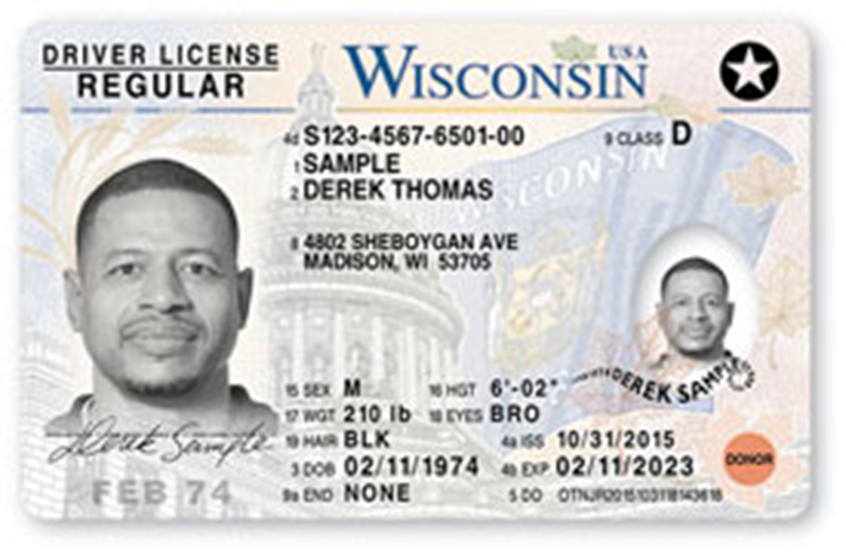 DRIVER LICENSE
REGULAR
WISCONSIN USA
4d S123-4567-6501-00 9 CLASS D
1 SAMPLE
2 DEREK THOMAS
8 4802 SHEBOYGAN AVE
MADISON, WI 53705
WISCONSIN
15 SEX M 16 HGT 6'-02"
DEREK SAMPLE
17 WGT 210 lb 18 EYES BRO
19 HAIR BLK 4a ISS 10/31/2015
Derek Sample
3 DOB 02/11/1974 4b EXP 02/11/2023
DONOR
FEB 74
9a END NONE 5 DD